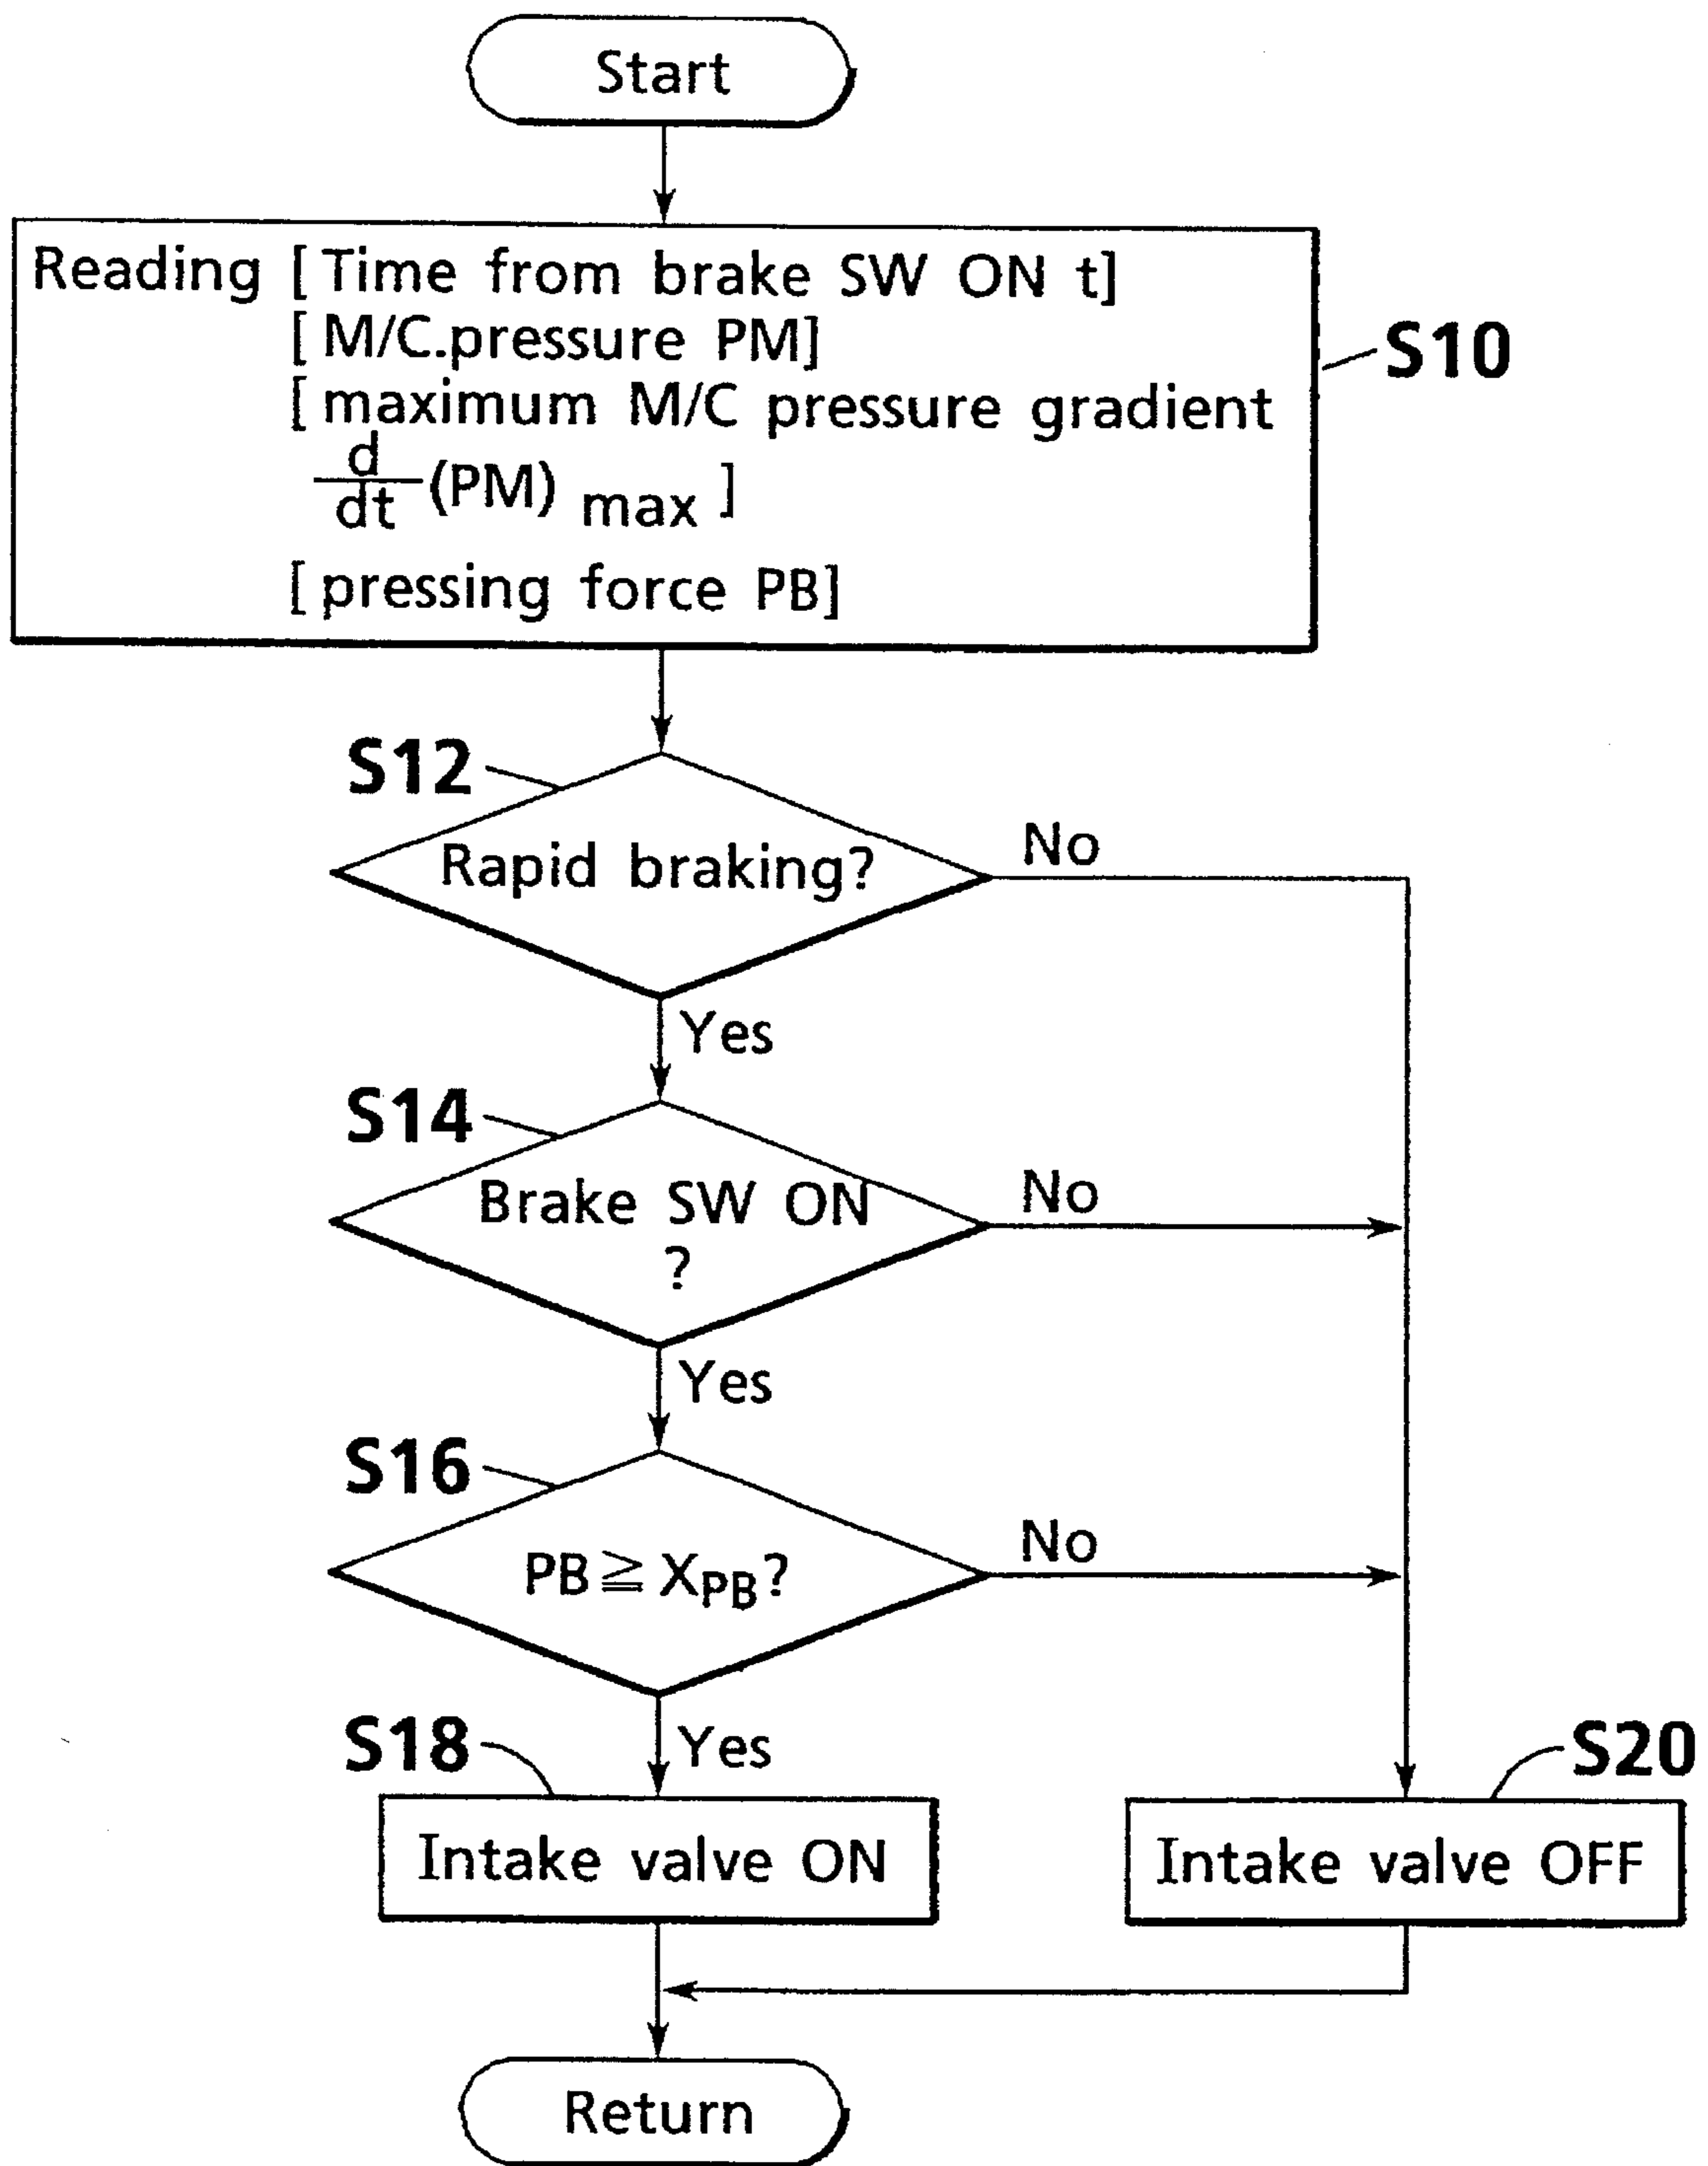 Start
Reading [ Time from brake SW ON t]
[ M/C.pressure PM]
[ maximum M/C pressure gradient
d
dt (PM) max ]
[ pressing force PB]
S10
S12
Rapid braking?
No
Yes
S14
Brake SW ON
?
No
Yes
S16
PB ≧ XPB?
No
Yes
S18
Intake valve ON
S20
Intake valve OFF
Return